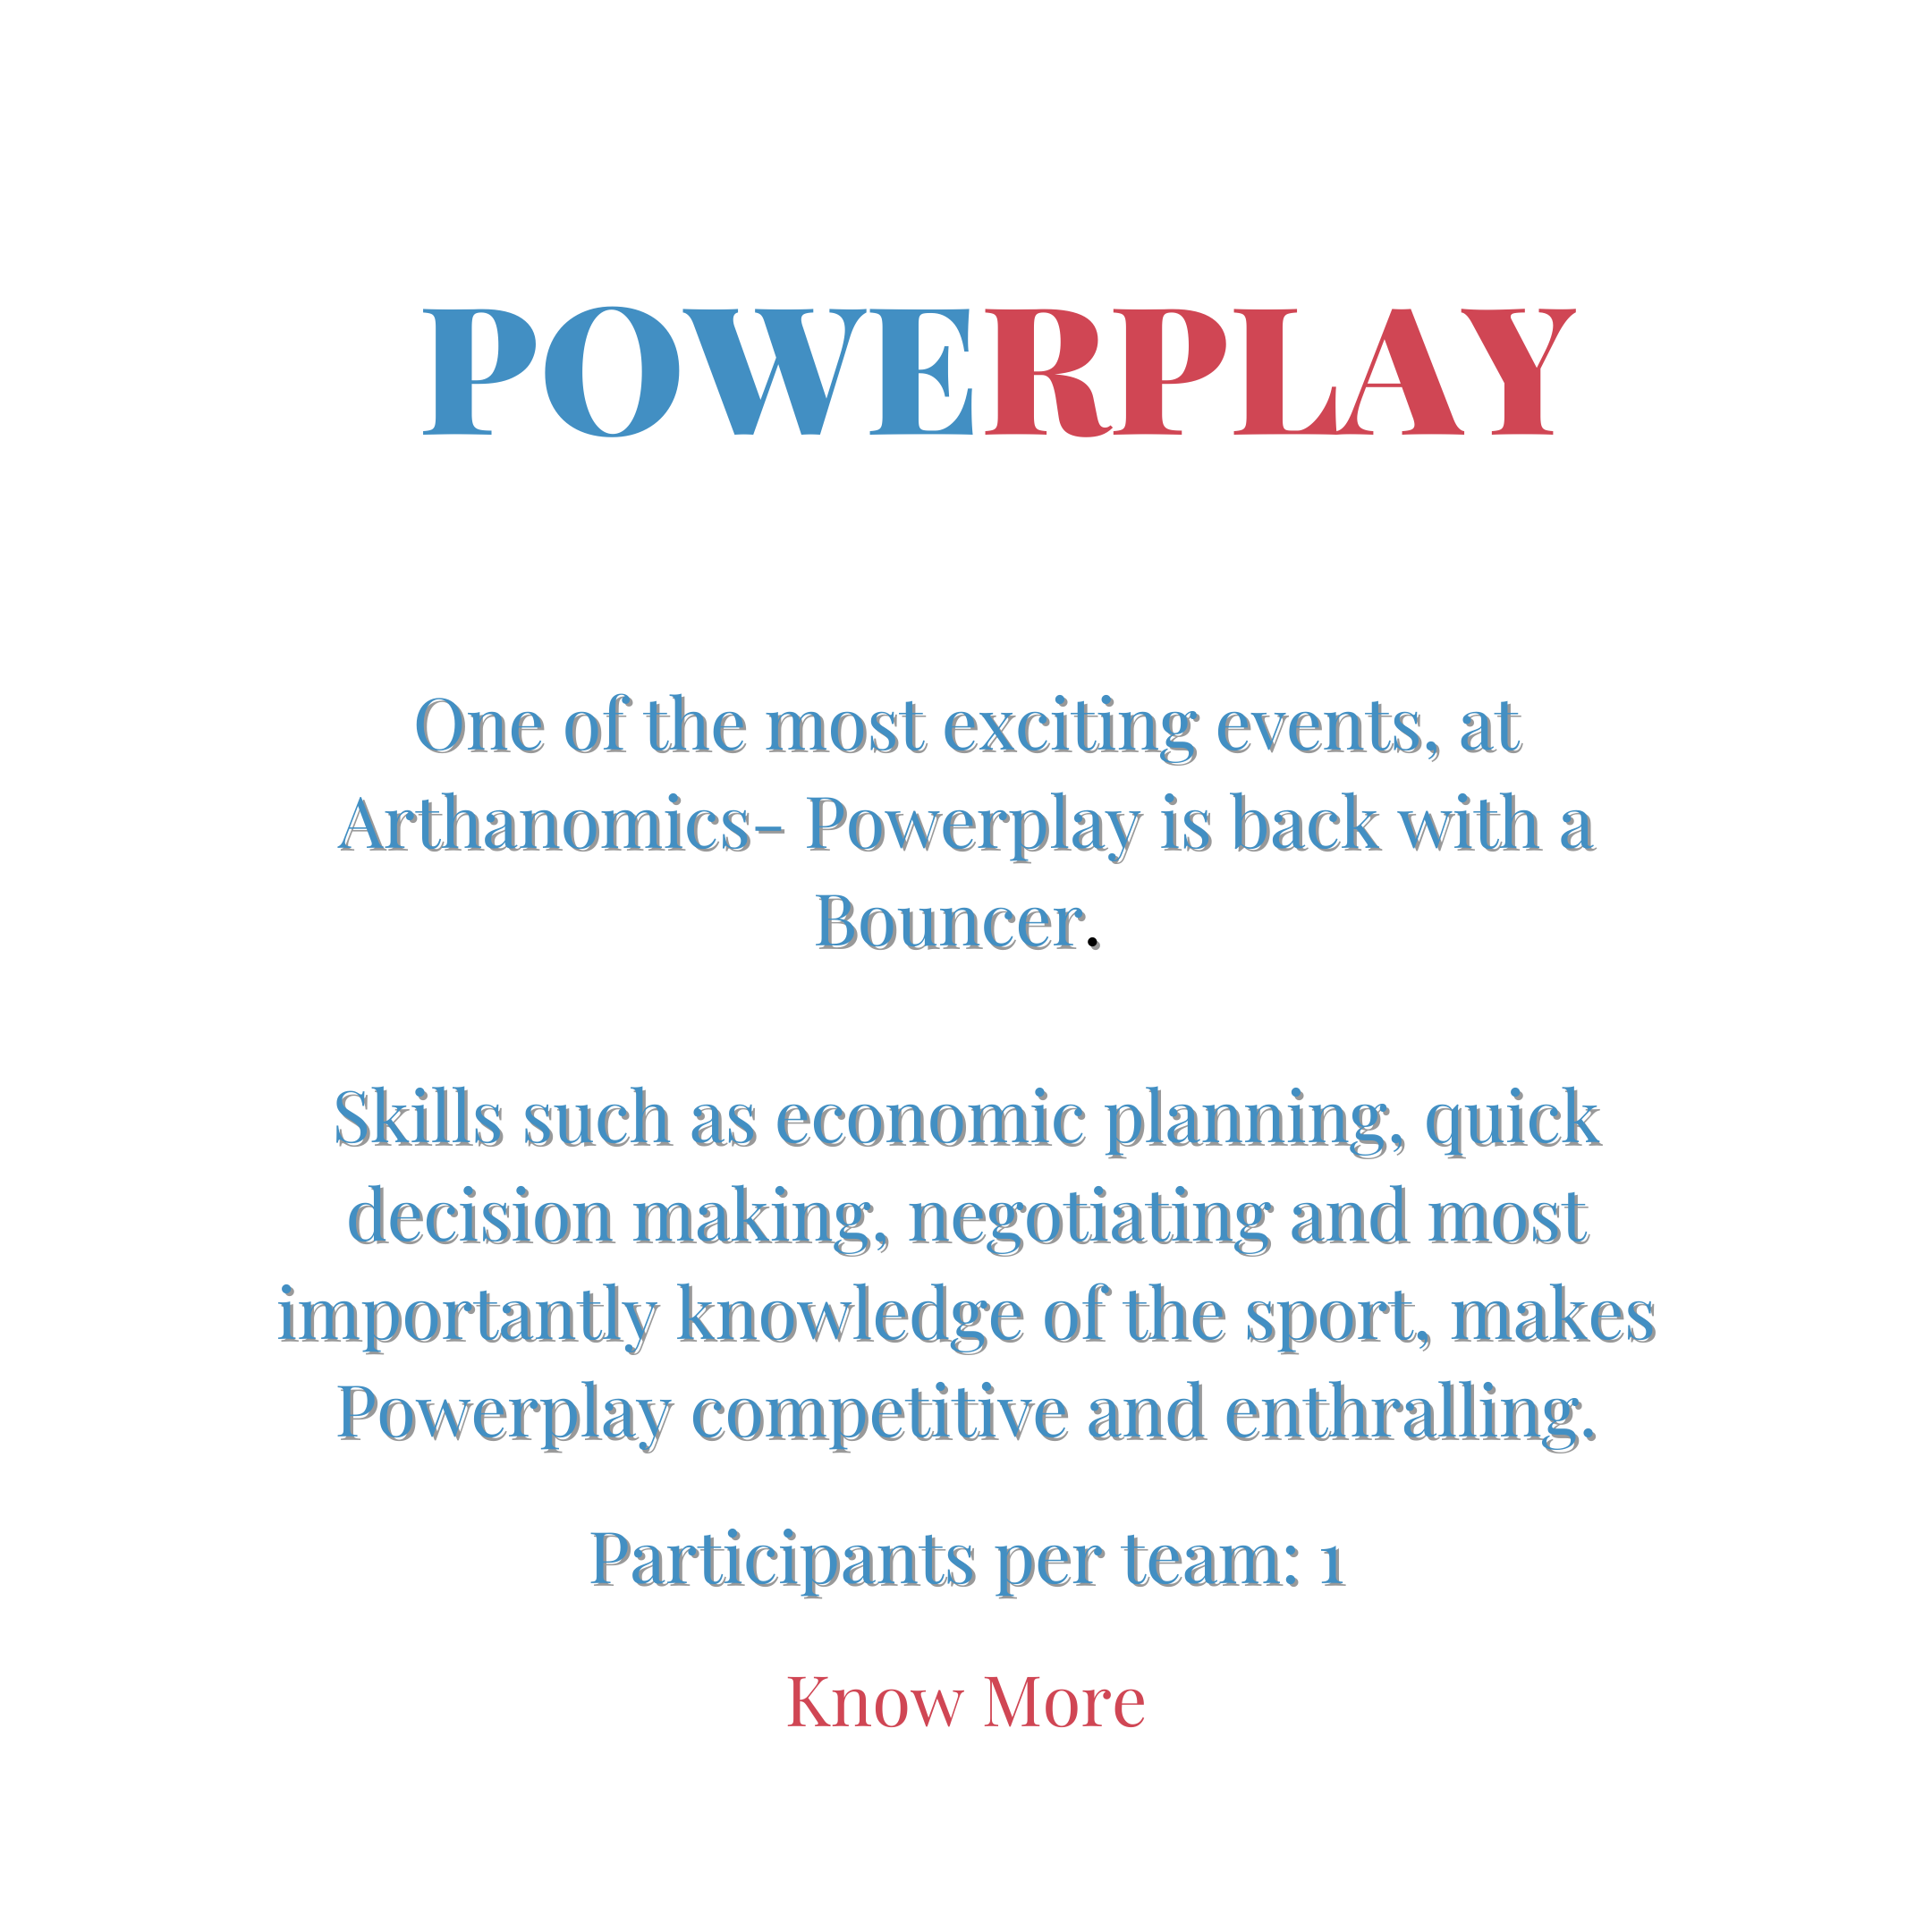 POWERPLAY
One of the most exciting events, at
Arthanomics- Powerplay is back with a
Bouncer.
Skills such as economic planning, quick
decision making, negotiating and most
importantly knowledge of the sport, makes
Powerplay competitive and enthralling.
Participants per team: 1
Know More